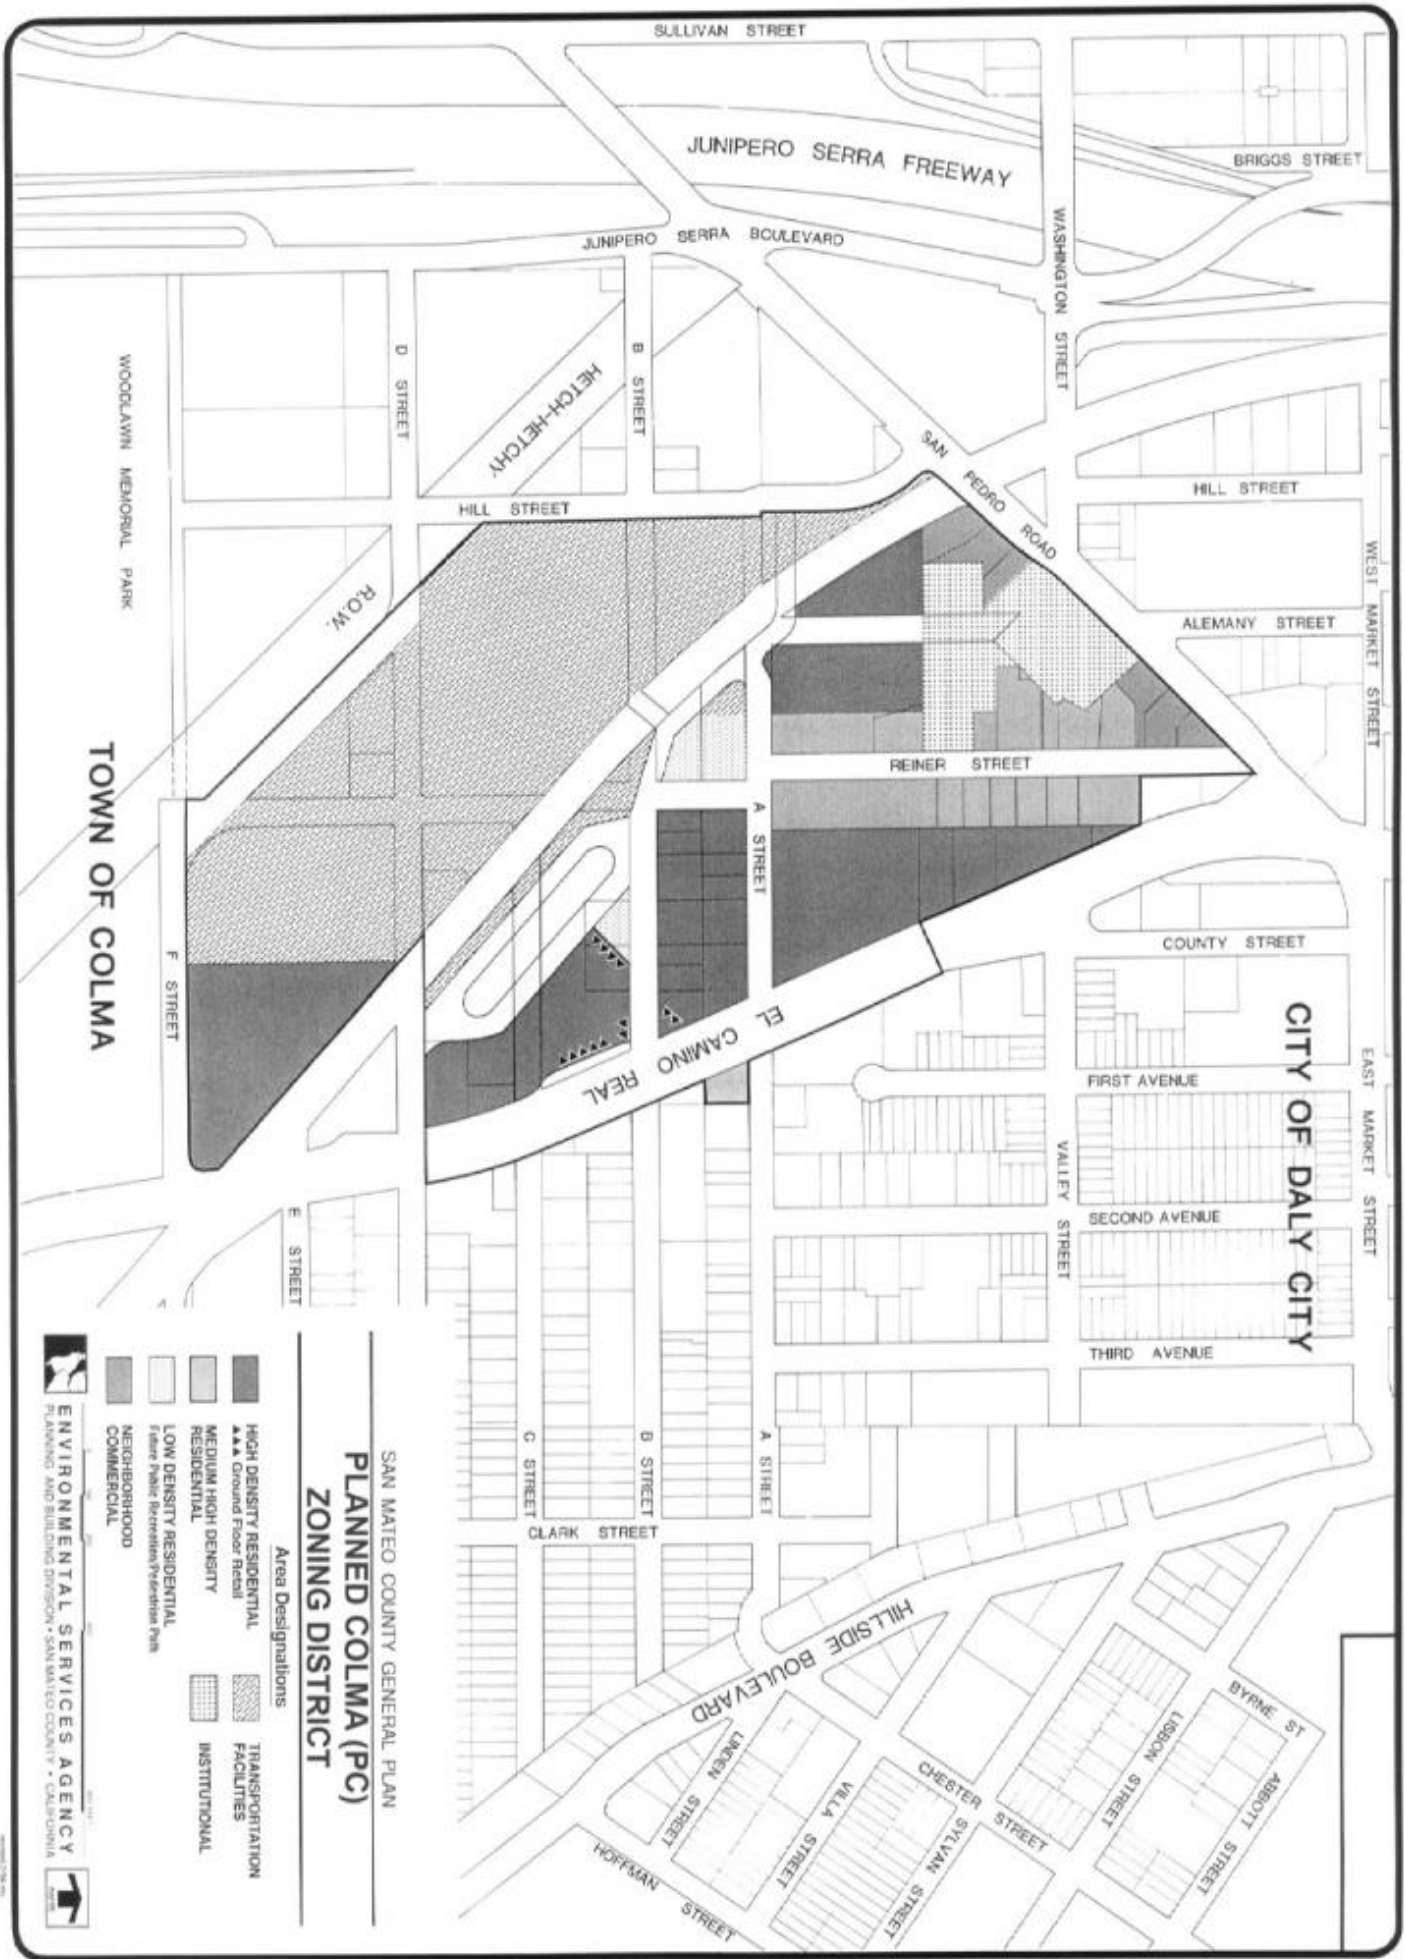 SULLIVAN STREET
JUNIPERO SERRA FREEWAY
BRIGGS STREET
WASHINGTON STREET
JUNIPERO SERRA BOULEVARD
D STREET
B STREET
HETCH-HETCHY
WOODLAWN MEMORIAL PARK
SAN PEDRO ROAD
HILL STREET
HILL STREET
WEST MARKET STREET
R.O.W.
ALEMANY STREET
REINER STREET
A STREET
TOWN OF COLMA
F STREET
COUNTY STREET
CITY OF DALY CITY
EL CAMINO REAL
FIRST AVENUE
EAST MARKET STREET
VALLEY STREET
SECOND AVENUE
E STREET
THIRD AVENUE
C STREET
B STREET
A STREET
CLARK STREET
HILLSIDE BOULEVARD
BYRNE ST
LISBON STREET
ABBOTT STREET
CHESTER STREET
LINDEN STREET
VILLA STREET
SYLVAN STREET
HOFFMAN STREET
SAN MATEO COUNTY GENERAL PLAN
PLANNED COLMA (PC)
ZONING DISTRICT
Area Designations
HIGH DENSITY RESIDENTIAL
▲▲▲ Ground Floor Retail
MEDIUM HIGH DENSITY
RESIDENTIAL
LOW DENSITY RESIDENTIAL
Future Public Recreation/Pedestrian Path
NEIGHBORHOOD
COMMERCIAL
TRANSPORTATION
FACILITIES
INSTITUTIONAL
ENVIRONMENTAL SERVICES AGENCY
PLANNING AND BUILDING DIVISION • SAN MATEO COUNTY • CALIFORNIA